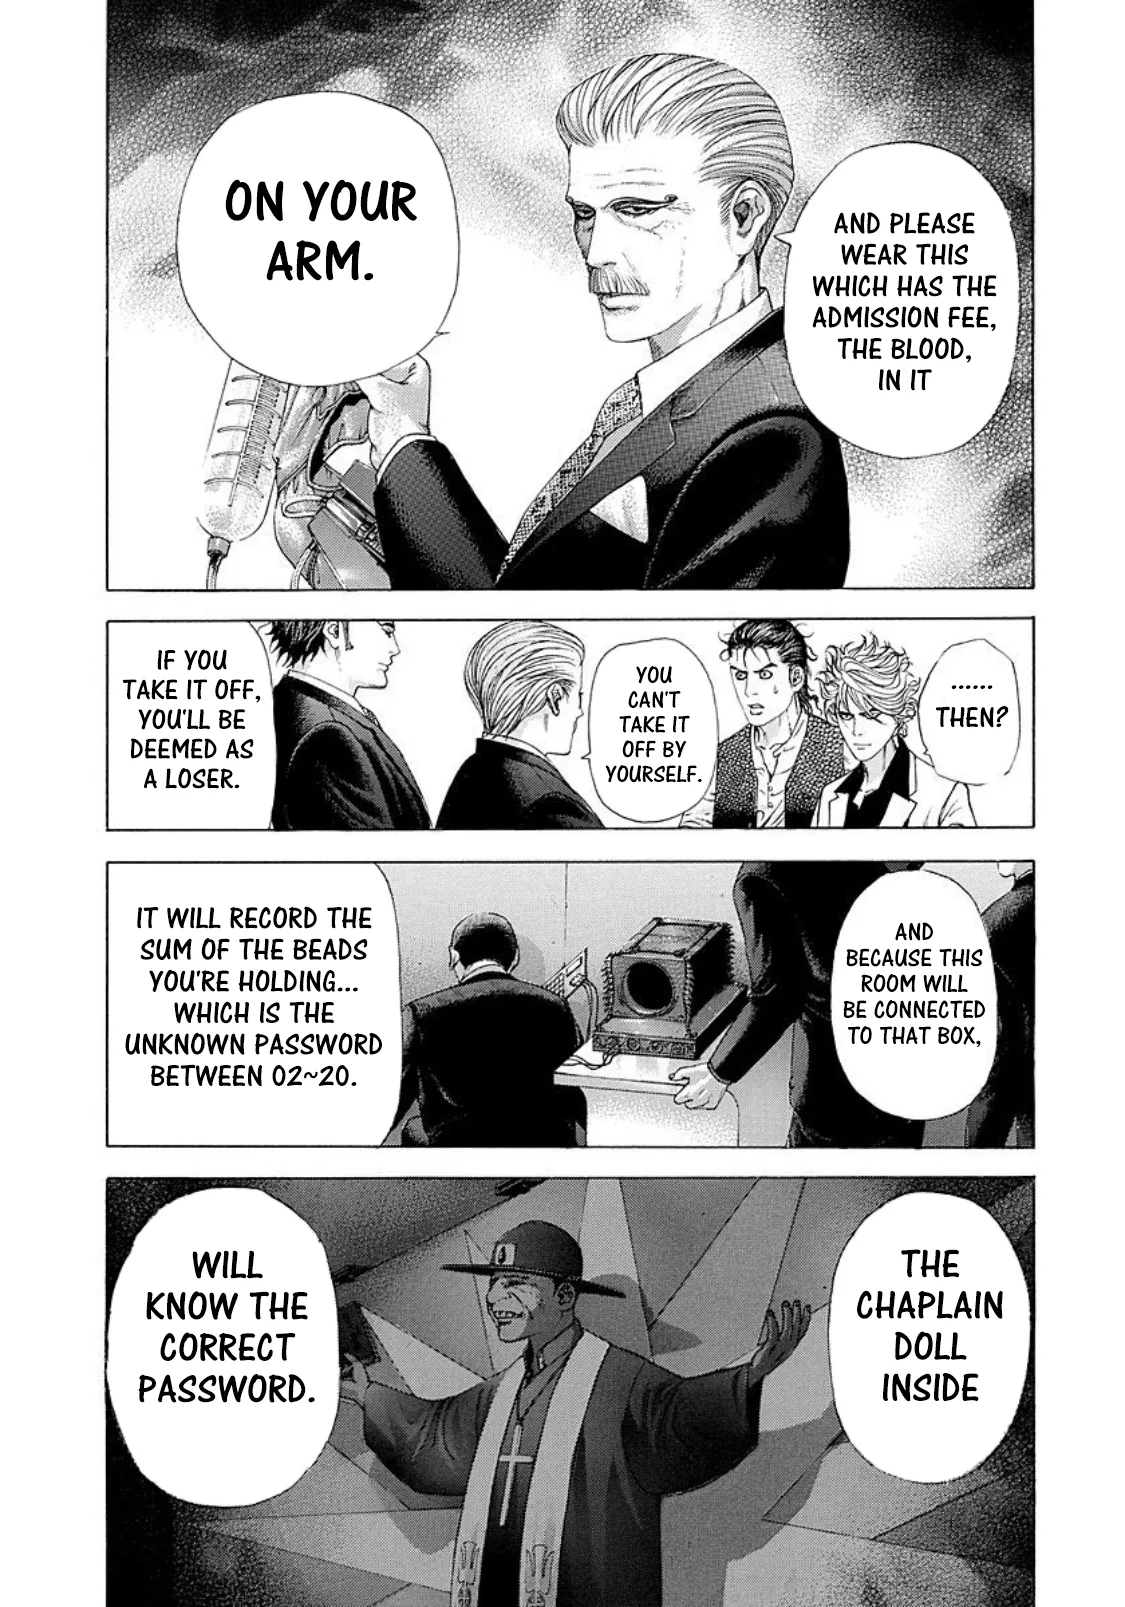 AND PLEASE
WEAR THIS
WHICH HAS THE
ADMISSION FEE,
THE BLOOD,
IN IT
ON YOUR
ARM.
......
THEN?
YOU
CAN'T
TAKE IT
OFF BY
YOURSELF.
IF YOU
TAKE IT OFF,
YOU'LL BE
DEEMED AS
A LOSER.
AND
BECAUSE THIS
ROOM WILL
BE CONNECTED
TO THAT BOX,
IT WILL RECORD THE
SUM OF THE BEADS
YOU'RE HOLDING...
WHICH IS THE
UNKNOWN PASSWORD
BETWEEN 02~20.
THE
CHAPLAIN
DOLL
INSIDE
WILL
KNOW THE
CORRECT
PASSWORD.